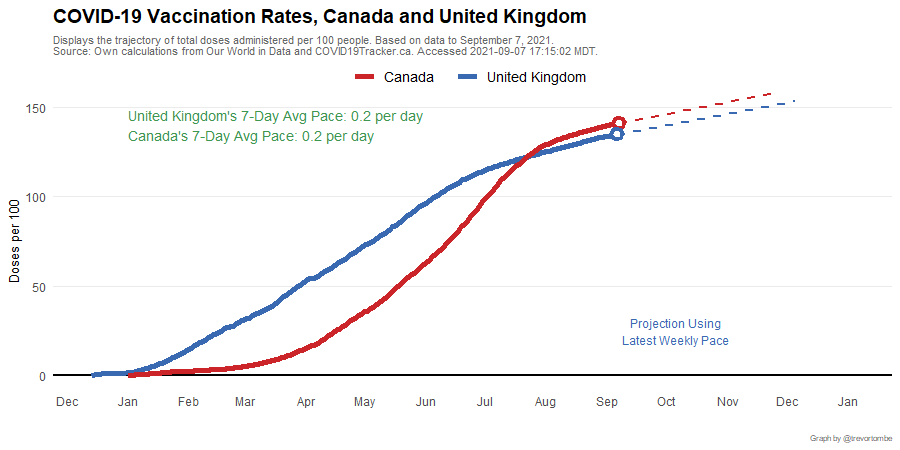 COVID-19 Vaccination Rates, Canada and United Kingdom
Displays the trajectory of total doses administered per 100 people. Based on data to September 7, 2021.
Source: Own calculations from Our World in Data and COVID19Tracker.ca. Accessed 2021-09-07 17:15:02 MDT.
Canada United Kingdom
United Kingdom's 7-Day Avg Pace: 0.2 per day
Canada's 7-Day Avg Pace: 0.2 per day
Doses per 100
150
100
50
0
Projection Using
Latest Weekly Pace
Dec Jan Feb Mar Apr May Jun Jul Aug Sep Oct Nov Dec Jan
Graph by @trevortombe